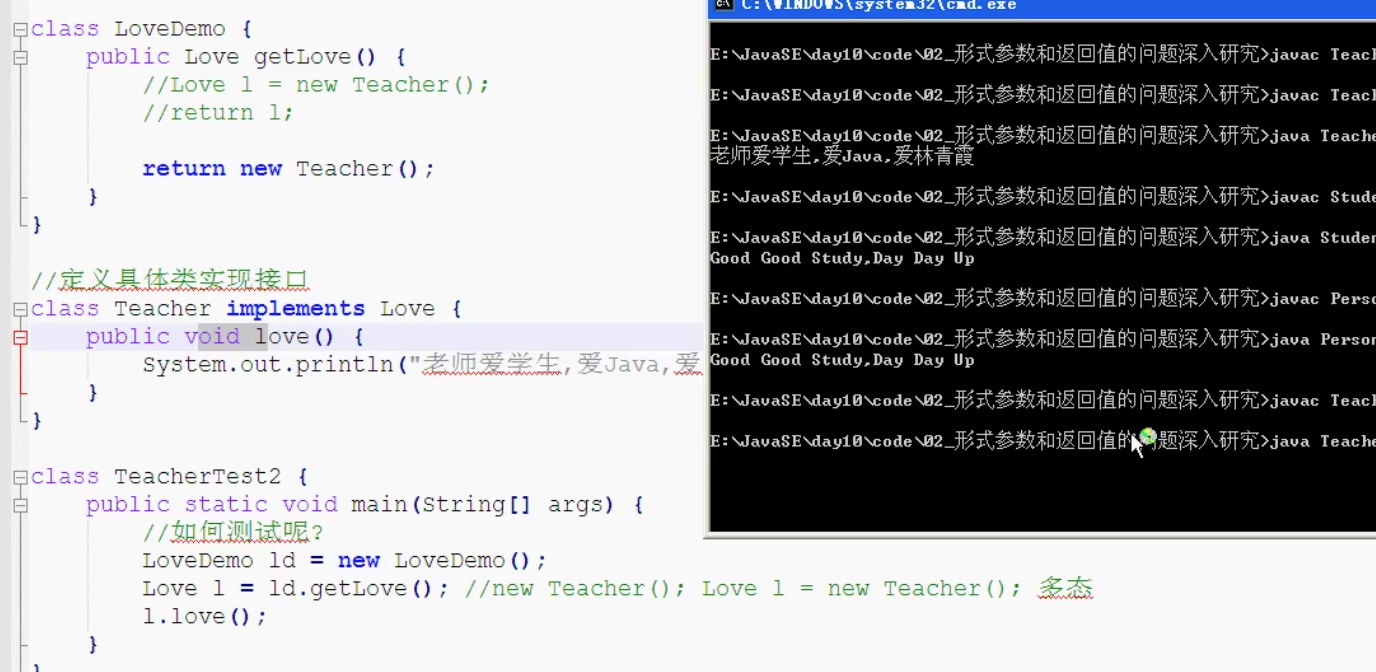 class LoveDemo {
public Love getLove() {
//Love l = new Teacher();
//return l;
return new Teacher();
}
}
//定义具体类实现接口
class Teacher implements Love {
public void love() {
System.out.println("老师爱学生,爱Java,爱
}
}
class TeacherTest2 {
public static void main(String[] args) {
//如何测试呢?
LoveDemo ld = new LoveDemo();
Love l = ld.getLove(); //new Teacher(); Love l = new Teacher(); 多态
l.love();
}
}
C:\WINDOWS\system32\cmd.exe
E:\JavaSE\day10\code\02_形式参数和返回值的问题深入研究>javac Teac
E:\JavaSE\day10\code\02_形式参数和返回值的问题深入研究>javac Teac
E:\JavaSE\day10\code\02_形式参数和返回值的问题深入研究>java Teache
老师爱学生,爱Java,爱林青霞
E:\JavaSE\day10\code\02_形式参数和返回值的问题深入研究>javac Stude
E:\JavaSE\day10\code\02_形式参数和返回值的问题深入研究>java Studen
Good Good Study,Day Day Up
E:\JavaSE\day10\code\02_形式参数和返回值的问题深入研究>javac Perso
E:\JavaSE\day10\code\02_形式参数和返回值的问题深入研究>java Person
Good Good Study,Day Day Up
E:\JavaSE\day10\code\02_形式参数和返回值的问题深入研究>javac Teac
E:\JavaSE\day10\code\02_形式参数和返回值的问题深入研究>java Teache